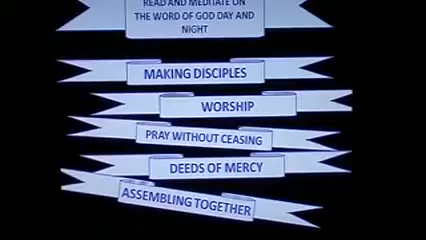 READ AND MEDITATE ON
THE WORD OF GOD DAY AND
NIGHT
MAKING DISCIPLES
WORSHIP
PRAY WITHOUT CEASING
DEEDS OF MERCY
ASSEMBLING TOGETHER